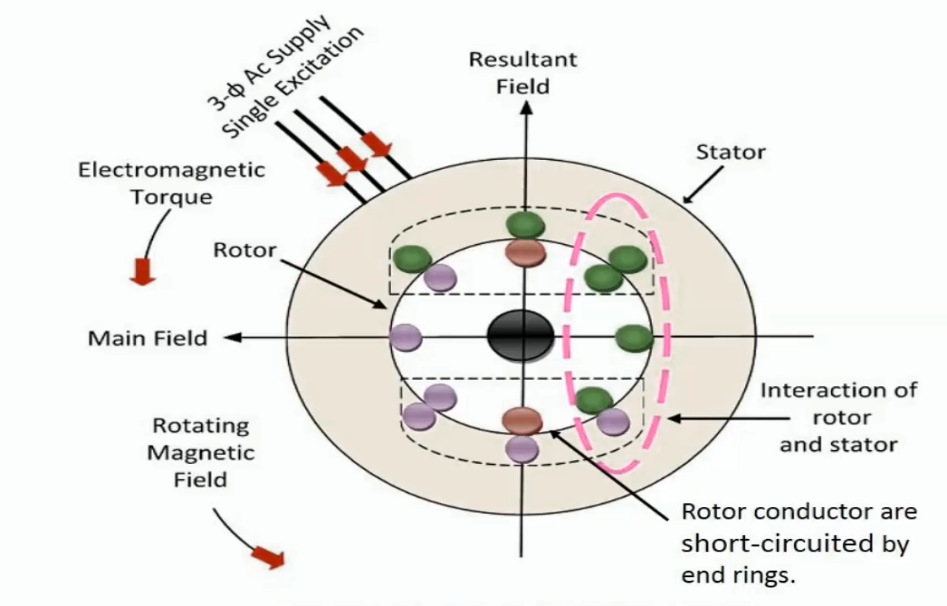 3-ф Ac Supply
Single Excitation
Resultant
Field
Stator
Electromagnetic
Torque
Rotor
Main Field
Interaction of
rotor
and stator
Rotating
Magnetic
Field
Rotor conductor are
short-circuited by
end rings.